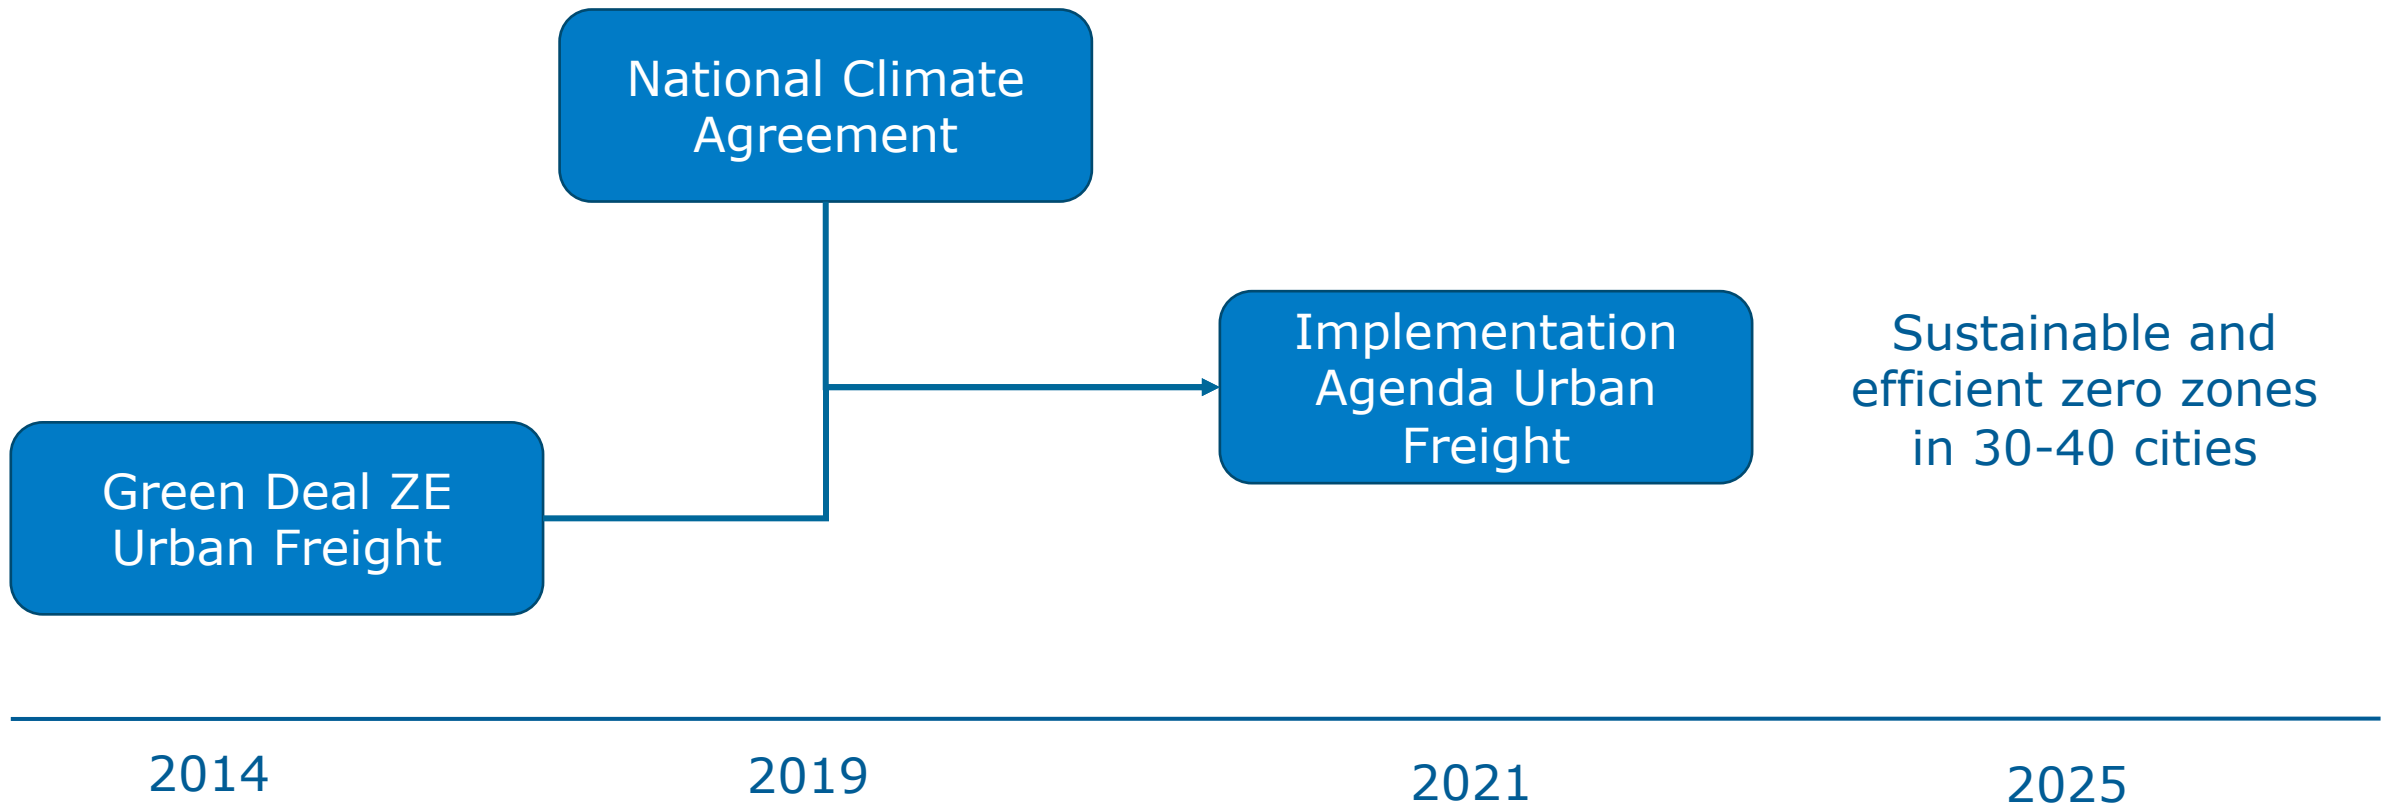 National Climate
Agreement
Implementation
Agenda Urban
Freight
Sustainable and
efficient zero zones
in 30-40 cities
Green Deal ZE
Urban Freight
2014
2019
2021
2025